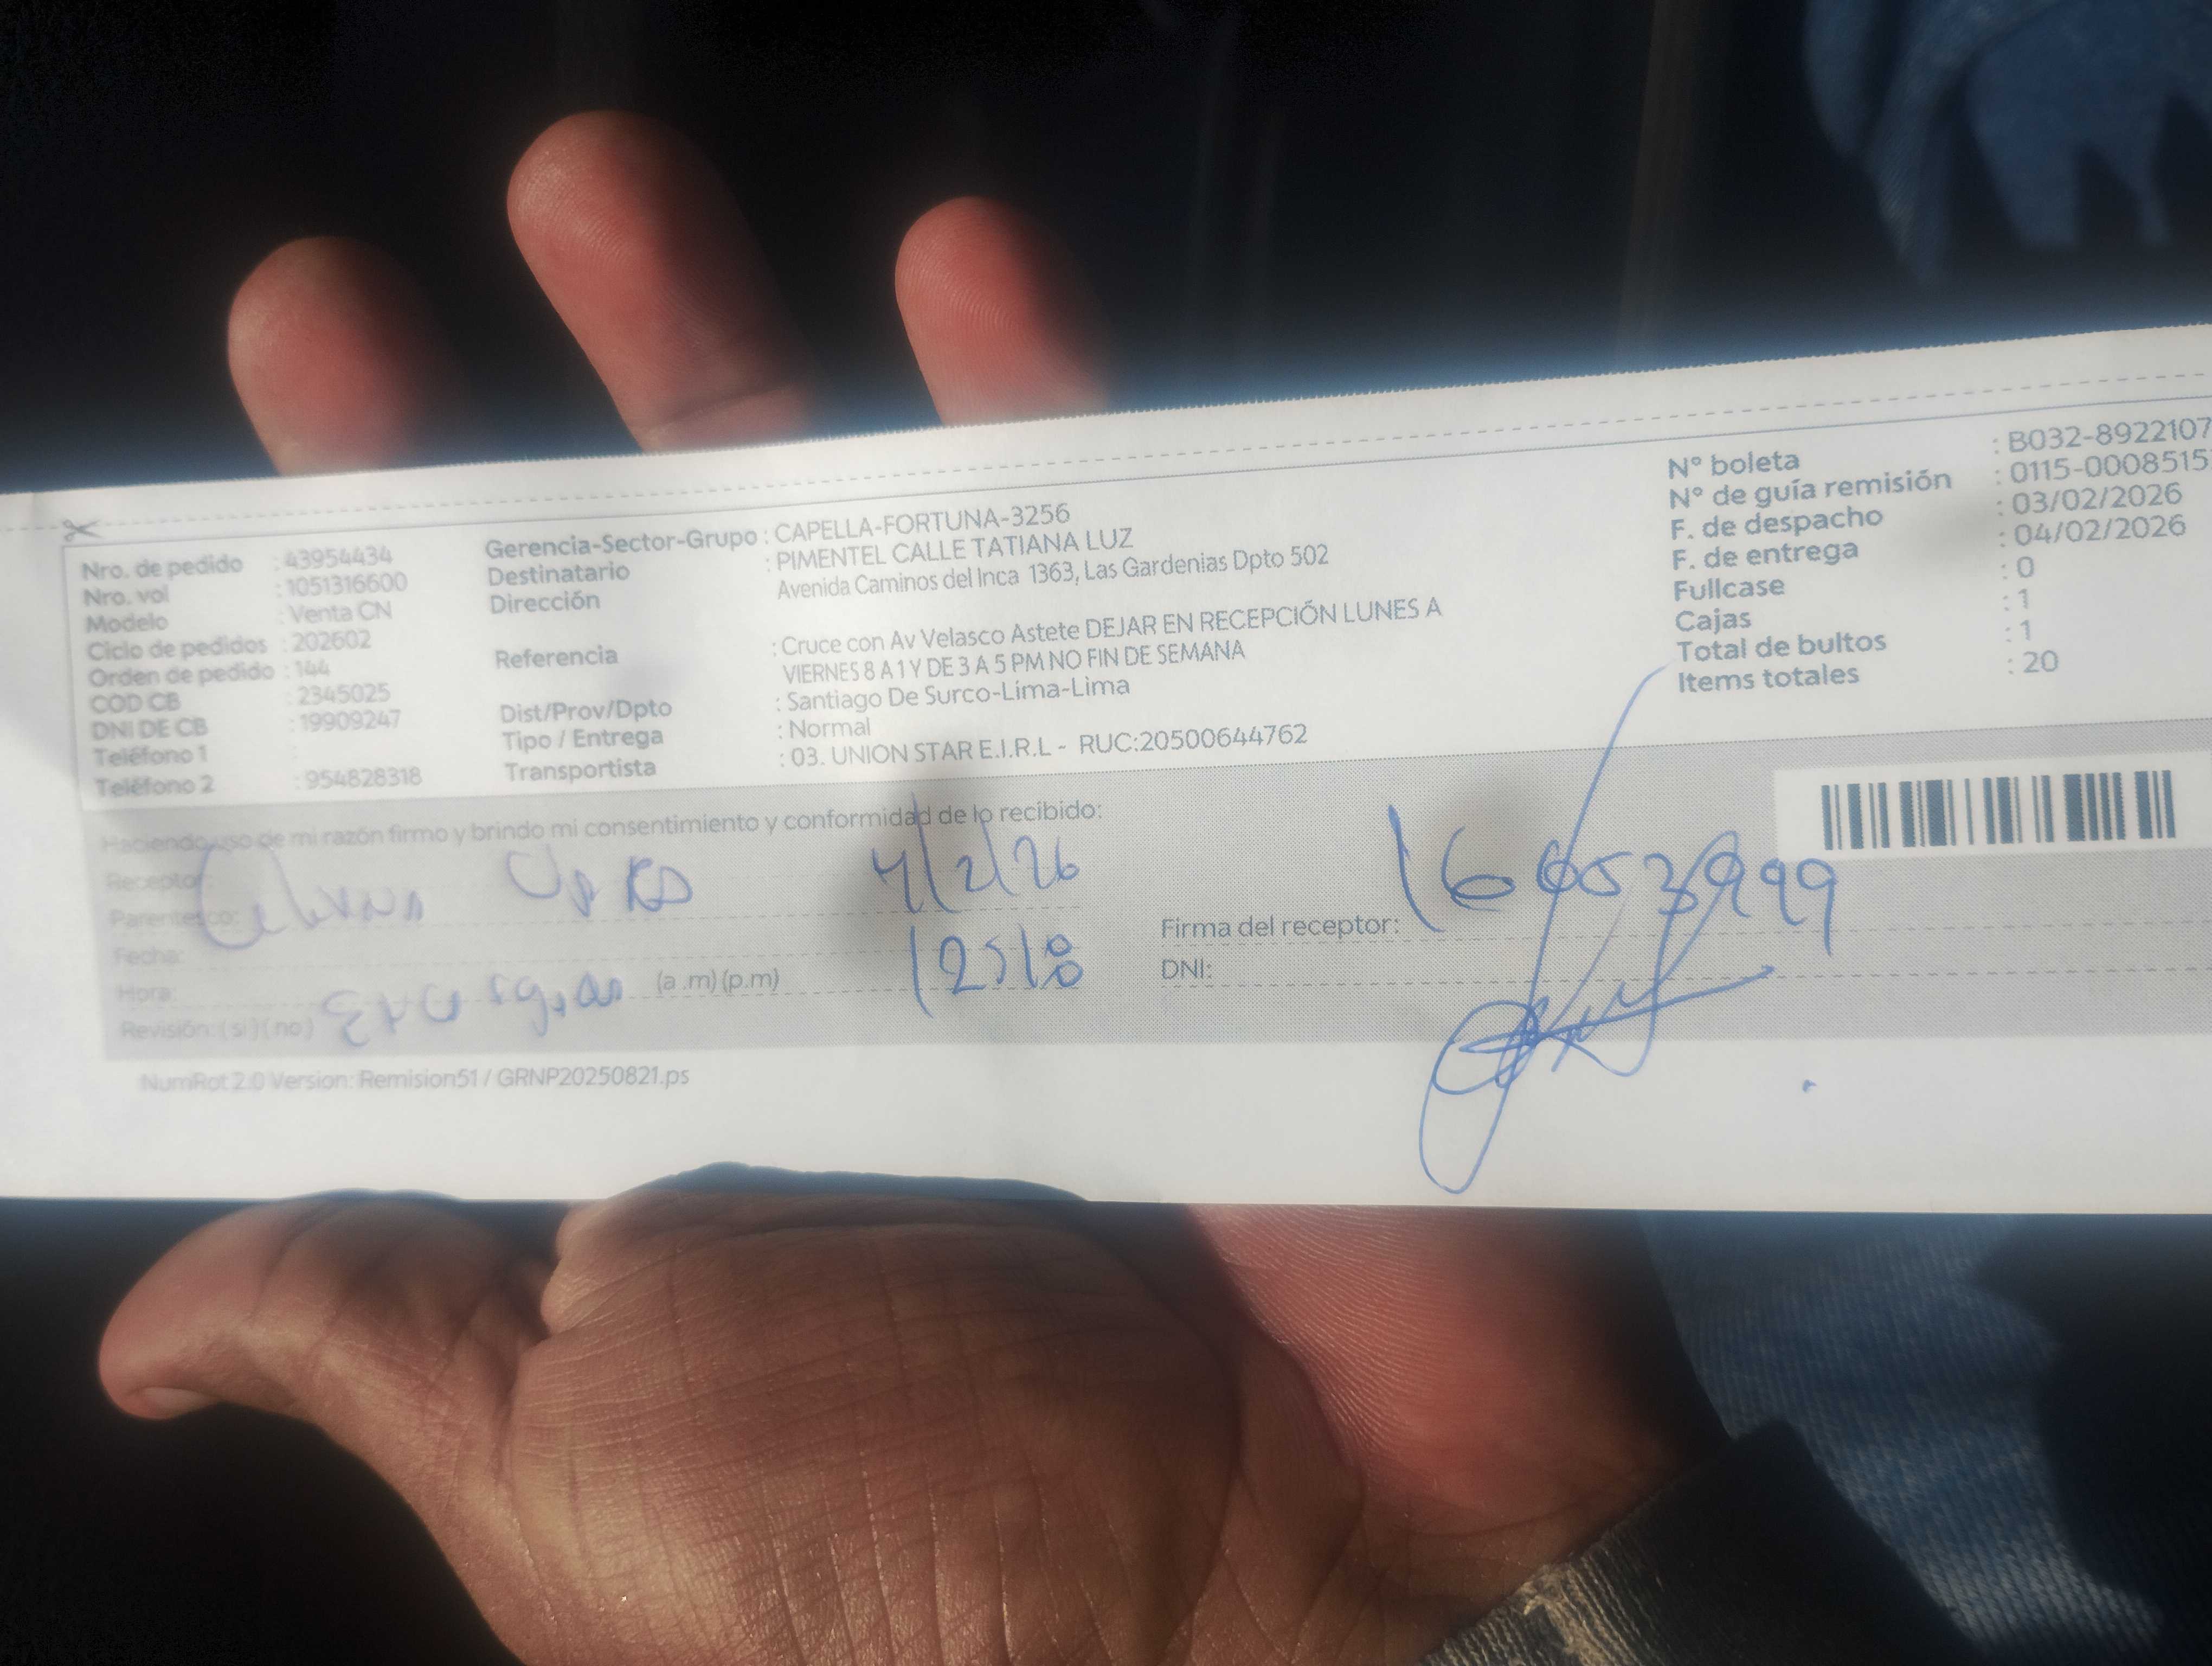 Nro. de pedido : 43954434
Nro. vol : 1051316600
Modelo : Venta CN
Ciclo de pedidos : 202602
Orden de pedido : 144
COD CB : 2345025
DNI DE CB : 19909247
Teléfono 1 :
Teléfono 2 : 954828318
Gerencia-Sector-Grupo : CAPELLA-FORTUNA-3256
Destinatario : PIMENTEL CALLE TATIANA LUZ
Dirección Avenida Caminos del Inca 1363, Las Gardenias Dpto 502
Referencia : Cruce con Av Velasco Astete DEJAR EN RECEPCIÓN LUNES A
VIERNES 8 A 1 Y DE 3 A 5 PM NO FIN DE SEMANA
Dist/Prov/Dpto : Santiago De Surco-Lima-Lima
Tipo / Entrega : Normal
Transportista : 03. UNION STAR E.I.R.L - RUC:20500644762
N° boleta : B032-8922107
N° de guía remisión : 0115-0008515
F. de despacho : 03/02/2026
F. de entrega : 04/02/2026
Fullcase : 0
Cajas : 1
Total de bultos : 1
Items totales : 20
Haciendo uso de mi razón firmo y brindo mi consentimiento y conformidad de lo recibido:
Receptor:
Parentesco: 4/2/26
Fecha:
Hora: (a.m) (p.m)
Revisión: (si) (no)
Firma del receptor:
DNI:
NumRot 2.0 Version: Remision51 / GRNP20250821.ps